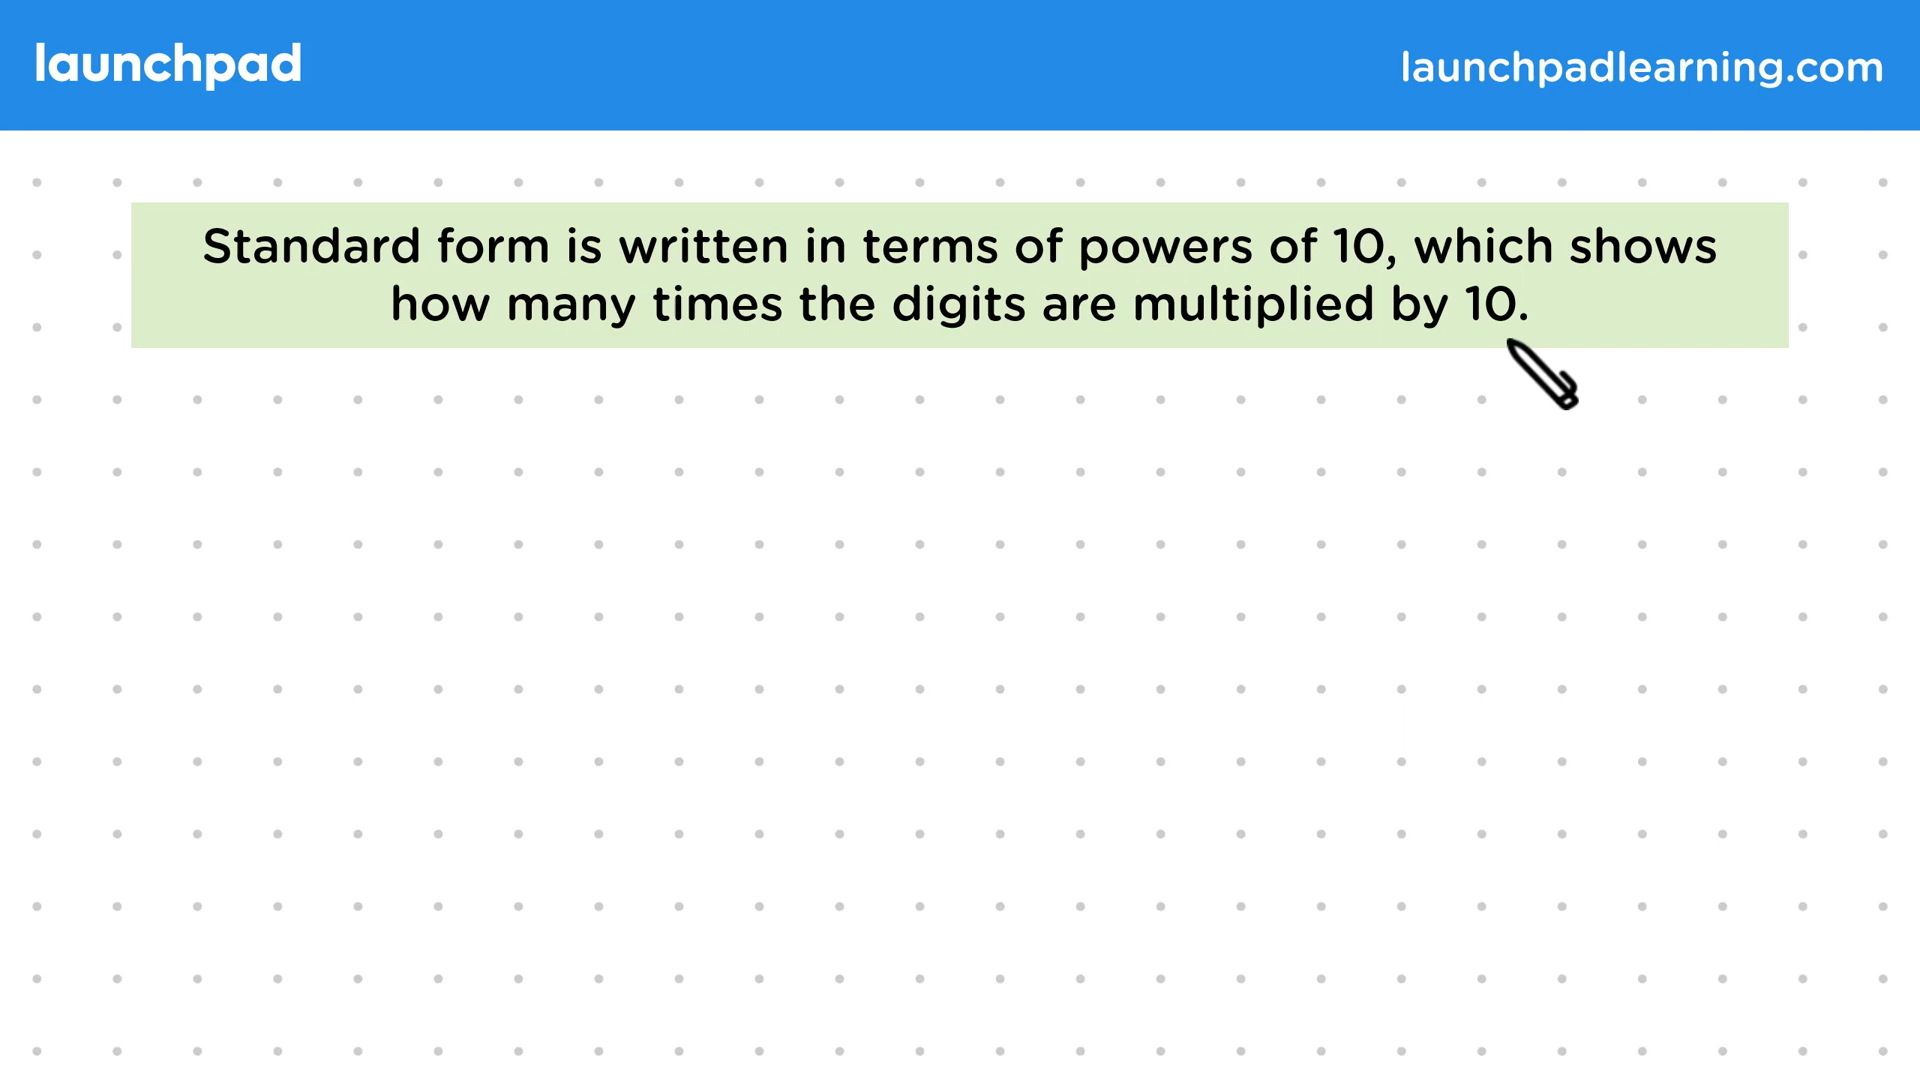 launchpad
launchpadlearning.com
Standard form is written in terms of powers of 10, which shows
how many times the digits are multiplied by 10.